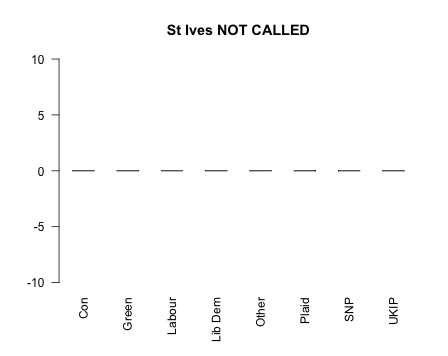 St Ives NOT CALLED
10
5
0
-5
-10
Con
Green
Labour
Lib Dem
Other
Plaid
SNP
UKIP